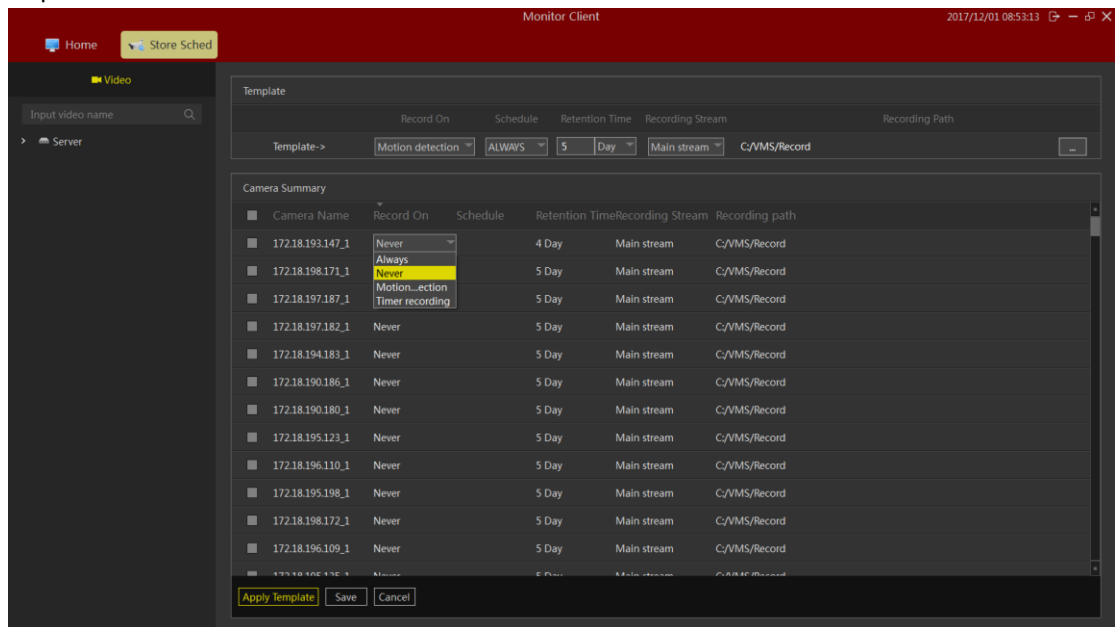 Monitor Client
2017/12/01 08:53:13
Home
Store Sched
Video
Input video name
Server
Template
Record On Schedule Retention Time Recording Stream Recording Path
Template-> Motion detection ALWAYS 5 Day Main stream C:/VMS/Record ...
Camera Summary
Camera Name Record On Schedule Retention TimeRecording Stream Recording path
172.18.193.147_1 Never 4 Day Main stream C:/VMS/Record
Always
172.18.198.171_1 Never 5 Day Main stream C:/VMS/Record
Motion...ection
172.18.197.187_1 Timer recording 5 Day Main stream C:/VMS/Record
172.18.197.182_1 Never 5 Day Main stream C:/VMS/Record
172.18.194.183_1 Never 5 Day Main stream C:/VMS/Record
172.18.190.186_1 Never 5 Day Main stream C:/VMS/Record
172.18.190.180_1 Never 5 Day Main stream C:/VMS/Record
172.18.195.123_1 Never 5 Day Main stream C:/VMS/Record
172.18.196.110_1 Never 5 Day Main stream C:/VMS/Record
172.18.195.198_1 Never 5 Day Main stream C:/VMS/Record
172.18.198.172_1 Never 5 Day Main stream C:/VMS/Record
172.18.196.109_1 Never 5 Day Main stream C:/VMS/Record
Never 5 Day Main stream C:/VMS/Record
Apply Template Save Cancel